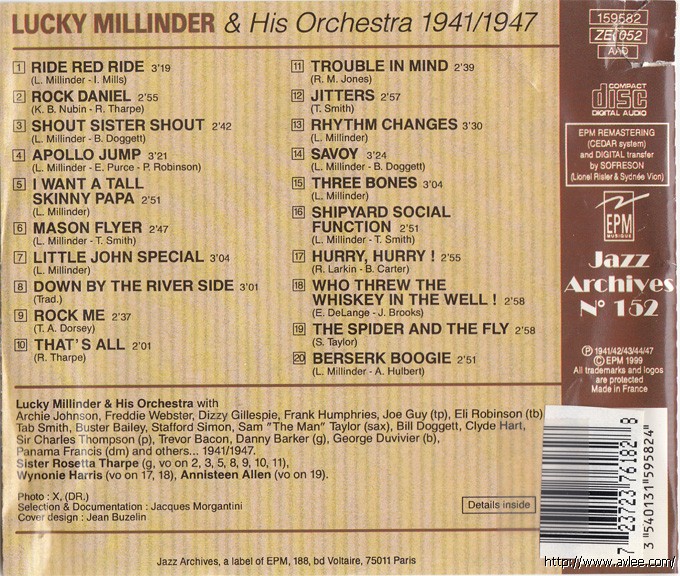 LUCKY MILLINDER & His Orchestra 1941/1947
1 RIDE RED RIDE 3'19
(L. Millinder - I. Mills)
2 ROCK DANIEL 2'55
(K. B. Nubin - R. Tharpe)
3 SHOUT SISTER SHOUT 2'42
(L. Millinder - B. Doggett)
4 APOLLO JUMP 3'21
(L. Millinder - E. Purce - P. Robinson)
5 I WANT A TALL
SKINNY PAPA 2'51
(L. Millinder)
6 MASON FLYER 2'47
(L. Millinder - T. Smith)
7 LITTLE JOHN SPECIAL 3'04
(L. Millinder)
8 DOWN BY THE RIVER SIDE 3'01
(Trad.)
9 ROCK ME 2'37
(T. A. Dorsey)
10 THAT'S ALL 2'01
(R. Tharpe)
11 TROUBLE IN MIND 2'39
(R. M. Jones)
12 JITTERS 2'57
(T. Smith)
13 RHYTHM CHANGES 3'30
(L. Millinder)
14 SAVOY 3'24
(L. Millinder - B. Doggett)
15 THREE BONES 3'04
(L. Millinder)
16 SHIPYARD SOCIAL
FUNCTION 2'51
(L. Millinder - T. Smith)
17 HURRY, HURRY ! 2'55
(R. Larkin - B. Carter)
18 WHO THREW THE
WHISKEY IN THE WELL ! 2'58
(E. DeLange - J. Brooks)
19 THE SPIDER AND THE FLY 2'58
(S. Taylor)
20 BERSERK BOOGIE 2'51
(L. Millinder - A. Hulbert)
Lucky Millinder & His Orchestra with
Archie Johnson, Freddie Webster, Dizzy Gillespie, Frank Humphries, Joe Guy (tp), Eli Robinson (tb)
Tab Smith, Buster Bailey, Stafford Simon, Sam "The Man" Taylor (sax), Bill Doggett, Clyde Hart,
Sir Charles Thompson (p), Trevor Bacon, Danny Barker (g), George Duvivier (b),
Panama Francis (dm) and others... 1941/1947.
Sister Rosetta Tharpe (g, vo on 2, 3, 5, 8, 9, 10, 11),
Wynonie Harris (vo on 17, 18), Annisteen Allen (vo on 19).
Photo : X, (DR.)
Selection & Documentation : Jacques Morgantini
Cover design : Jean Buzelin
Details inside
Jazz Archives, a label of EPM, 188, bd Voltaire, 75011 Paris
159582
ZE 052
AAD
COMPACT
disc
DIGITAL AUDIO
EPM REMASTERING
(CEDAR system)
and DIGITAL transfer
by SOFRESON
(Lionel Risler & Sydnée Vion)
EPM
MUSIQUE
Jazz
Archives
N° 152
℗ 1941/42/43/44/47
© EPM 1999
All trademarks and logos
are protected
Made in France
7 23723 76182 8
3 540131 595824
http://www.avlee.com/